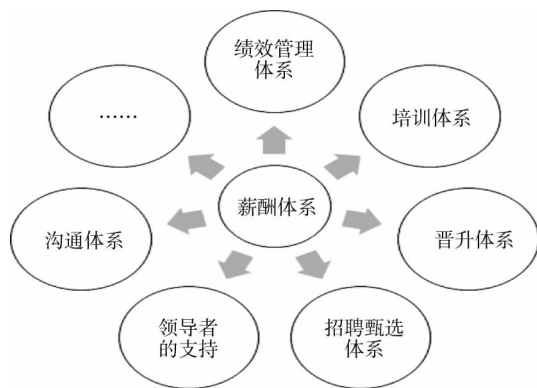 绩效管理
体系
……
培训体系
薪酬体系
沟通体系
晋升体系
领导者
的支持
招聘甄选
体系